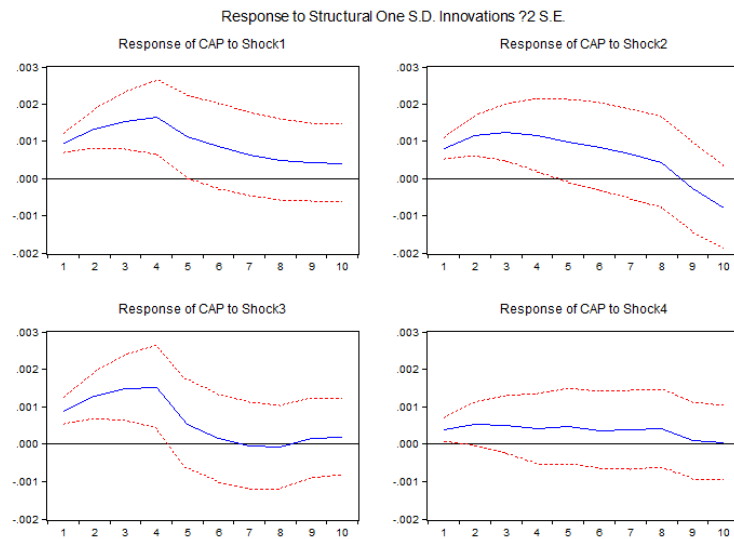 Response to Structural One S.D. Innovations ?2 S.E.
Response of CAP to Shock1
.003
.002
.001
.000
-.001
-.002
1 2 3 4 5 6 7 8 9 10
Response of CAP to Shock2
.003
.002
.001
.000
-.001
-.002
1 2 3 4 5 6 7 8 9 10
Response of CAP to Shock3
.003
.002
.001
.000
-.001
-.002
1 2 3 4 5 6 7 8 9 10
Response of CAP to Shock4
.003
.002
.001
.000
-.001
-.002
1 2 3 4 5 6 7 8 9 10